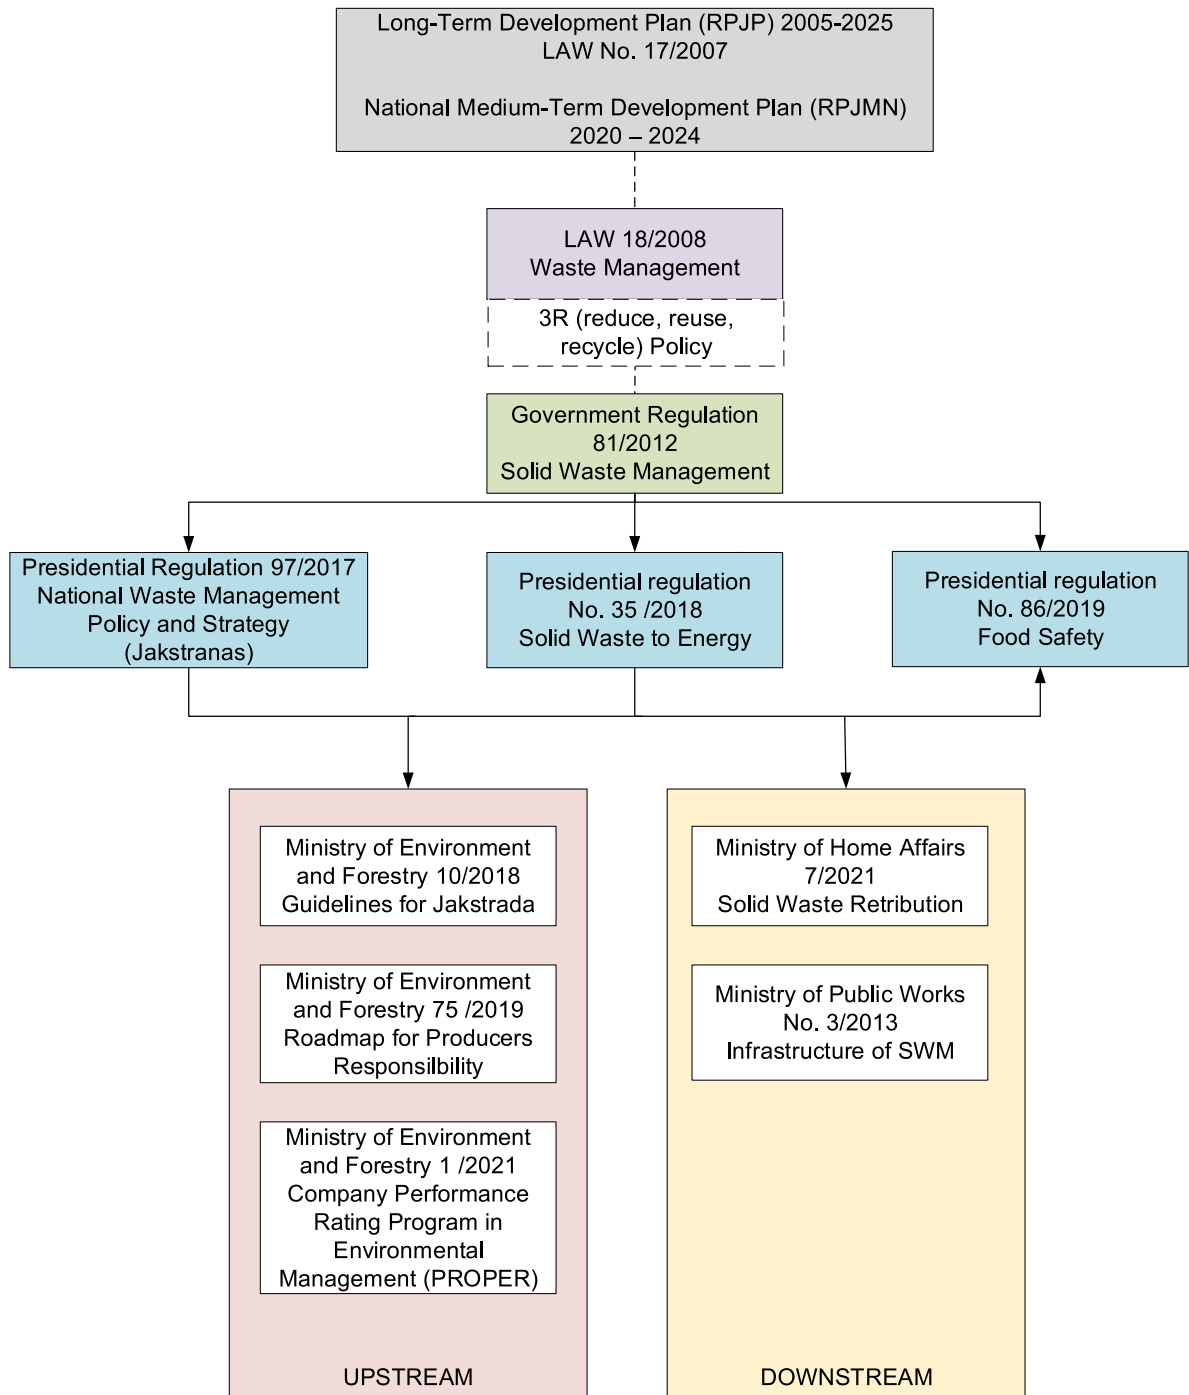 Long-Term Development Plan (RPJP) 2005-2025
LAW No. 17/2007
National Medium-Term Development Plan (RPJMN)
2020 – 2024
LAW 18/2008
Waste Management
3R (reduce, reuse,
recycle) Policy
Government Regulation
81/2012
Solid Waste Management
Presidential Regulation 97/2017
National Waste Management
Policy and Strategy
(Jakstranas)
Presidential regulation
No. 35 /2018
Solid Waste to Energy
Presidential regulation
No. 86/2019
Food Safety
Ministry of Environment
and Forestry 10/2018
Guidelines for Jakstrada
Ministry of Environment
and Forestry 75 /2019
Roadmap for Producers
Responsilbility
Ministry of Environment
and Forestry 1 /2021
Company Performance
Rating Program in
Environmental
Management (PROPER)
UPSTREAM
Ministry of Home Affairs
7/2021
Solid Waste Retribution
Ministry of Public Works
No. 3/2013
Infrastructure of SWM
DOWNSTREAM